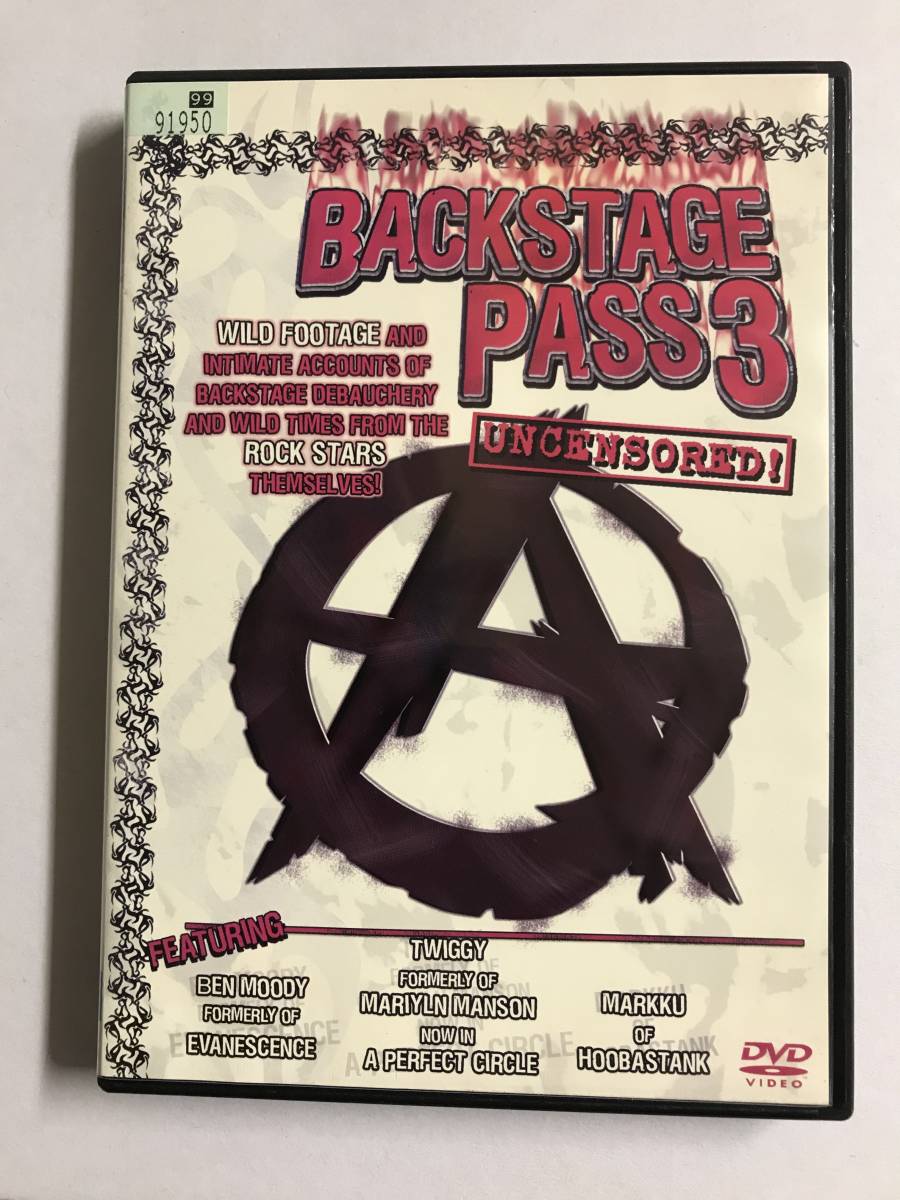 99
91950
BACKSTAGE
PASS 3
UNCENSORED!
WILD FOOTAGE AND
INTIMATE ACCOUNTS OF
BACKSTAGE DEBAUCHERY
AND WILD TIMES FROM THE
ROCK STARS
THEMSELVES!
FEATURING
BEN MOODY
FORMERLY OF
EVANESCENCE
TWIGGY
FORMERLY OF
MARIYLN MANSON
NOW IN
A PERFECT CIRCLE
MARKKU
OF
HOOBASTANK
DVD
VIDEO